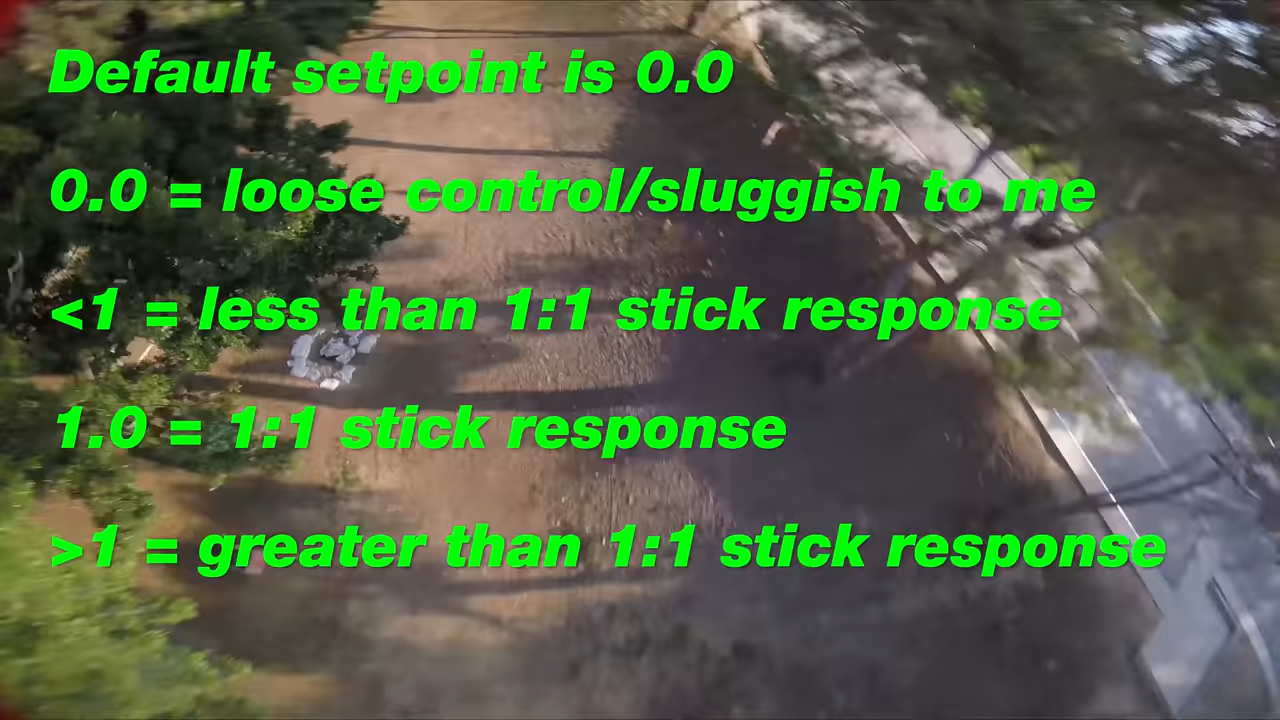 Default setpoint is 0.0
0.0 = loose control/sluggish to me
<1 = less than 1:1 stick response
1.0 = 1:1 stick response
>1 = greater than 1:1 stick response